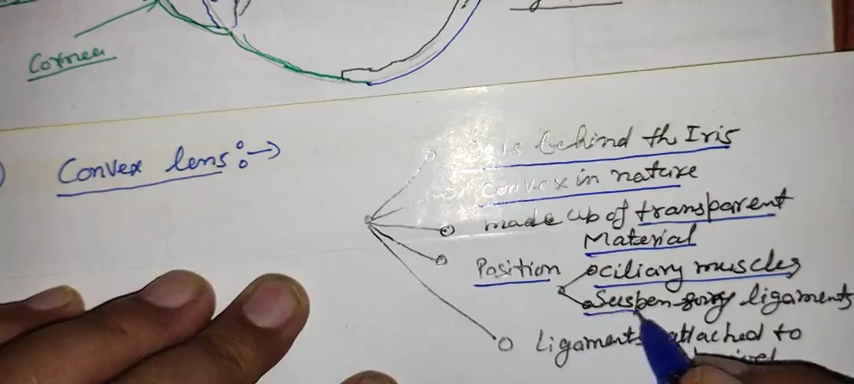 Cornea
Convex lens :→
It is behind the Iris
Convex in nature
made up of transparent
Material
Position
ciliary muscles
Suspensory ligaments
Ligaments attached to